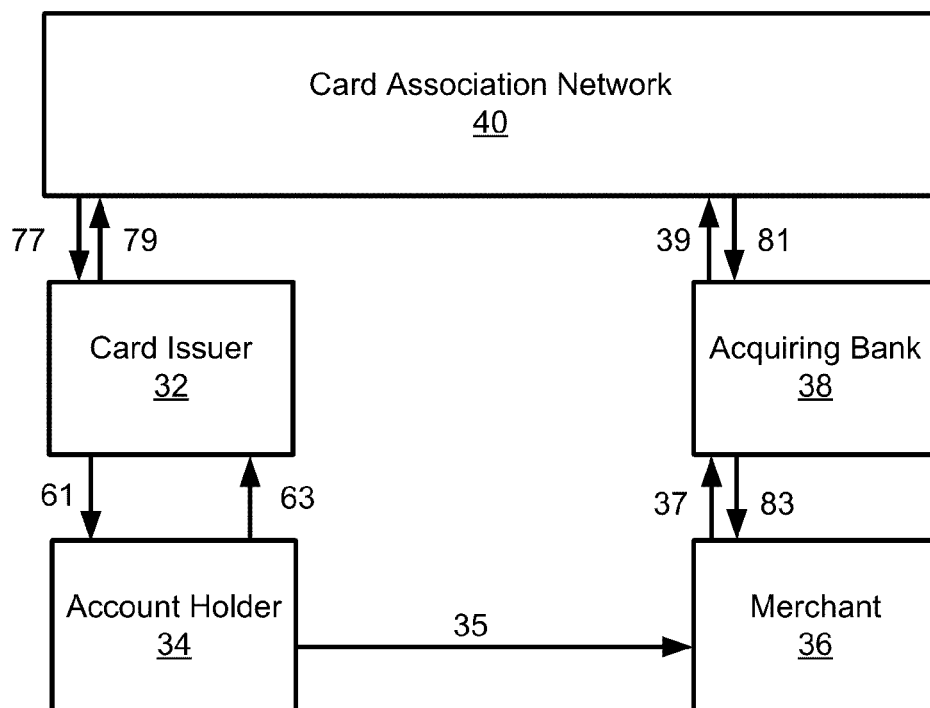 Card Association Network
40
77
79
39
81
Card Issuer
32
Acquiring Bank
38
61
63
37
83
Account Holder
34
35
Merchant
36